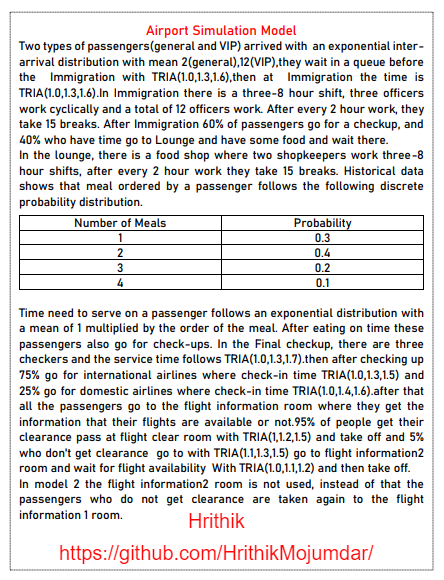 Airport Simulation Model
Two types of passengers(general and VIP) arrived with an exponential inter-
arrival distribution with mean 2(general),12(VIP),they wait in a queue before
the Immigration with TRIA(1.0,1.3,1.6),then at Immigration the time is
TRIA(1.0,1.3,1.6).In Immigration there is a three-8 hour shift, three officers
work cyclically and a total of 12 officers work. After every 2 hour work, they
take 15 breaks. After Immigration 60% of passengers go for a checkup, and
40% who have time go to Lounge and have some food and wait there.
In the lounge, there is a food shop where two shopkeepers work three-8
hour shifts, after every 2 hour work they take 15 breaks. Historical data
shows that meal ordered by a passenger follows the following discrete
probability distribution.
Number of Meals Probability
1 0.3
2 0.4
3 0.2
4 0.1
Time need to serve on a passenger follows an exponential distribution with
a mean of 1 multiplied by the order of the meal. After eating on time these
passengers also go for check-ups. In the Final checkup, there are three
checkers and the service time follows TRIA(1.0,1.3,1.7).then after checking up
75% go for international airlines where check-in time TRIA(1.0,1.3,1.5) and
25% go for domestic airlines where check-in time TRIA(1.0,1.4,1.6).after that
all the passengers go to the flight information room where they get the
information that their flights are available or not.95% of people get their
clearance pass at flight clear room with TRIA(1,1.2,1.5) and take off and 5%
who don't get clearance go to with TRIA(1.1,1.3,1.5) go to flight information2
room and wait for flight availability With TRIA(1.0,1.1,1.2) and then take off.
In model 2 the flight information2 room is not used, instead of that the
passengers who do not get clearance are taken again to the flight
information 1 room.
Hrithik
https://github.com/HrithikMojumdar/